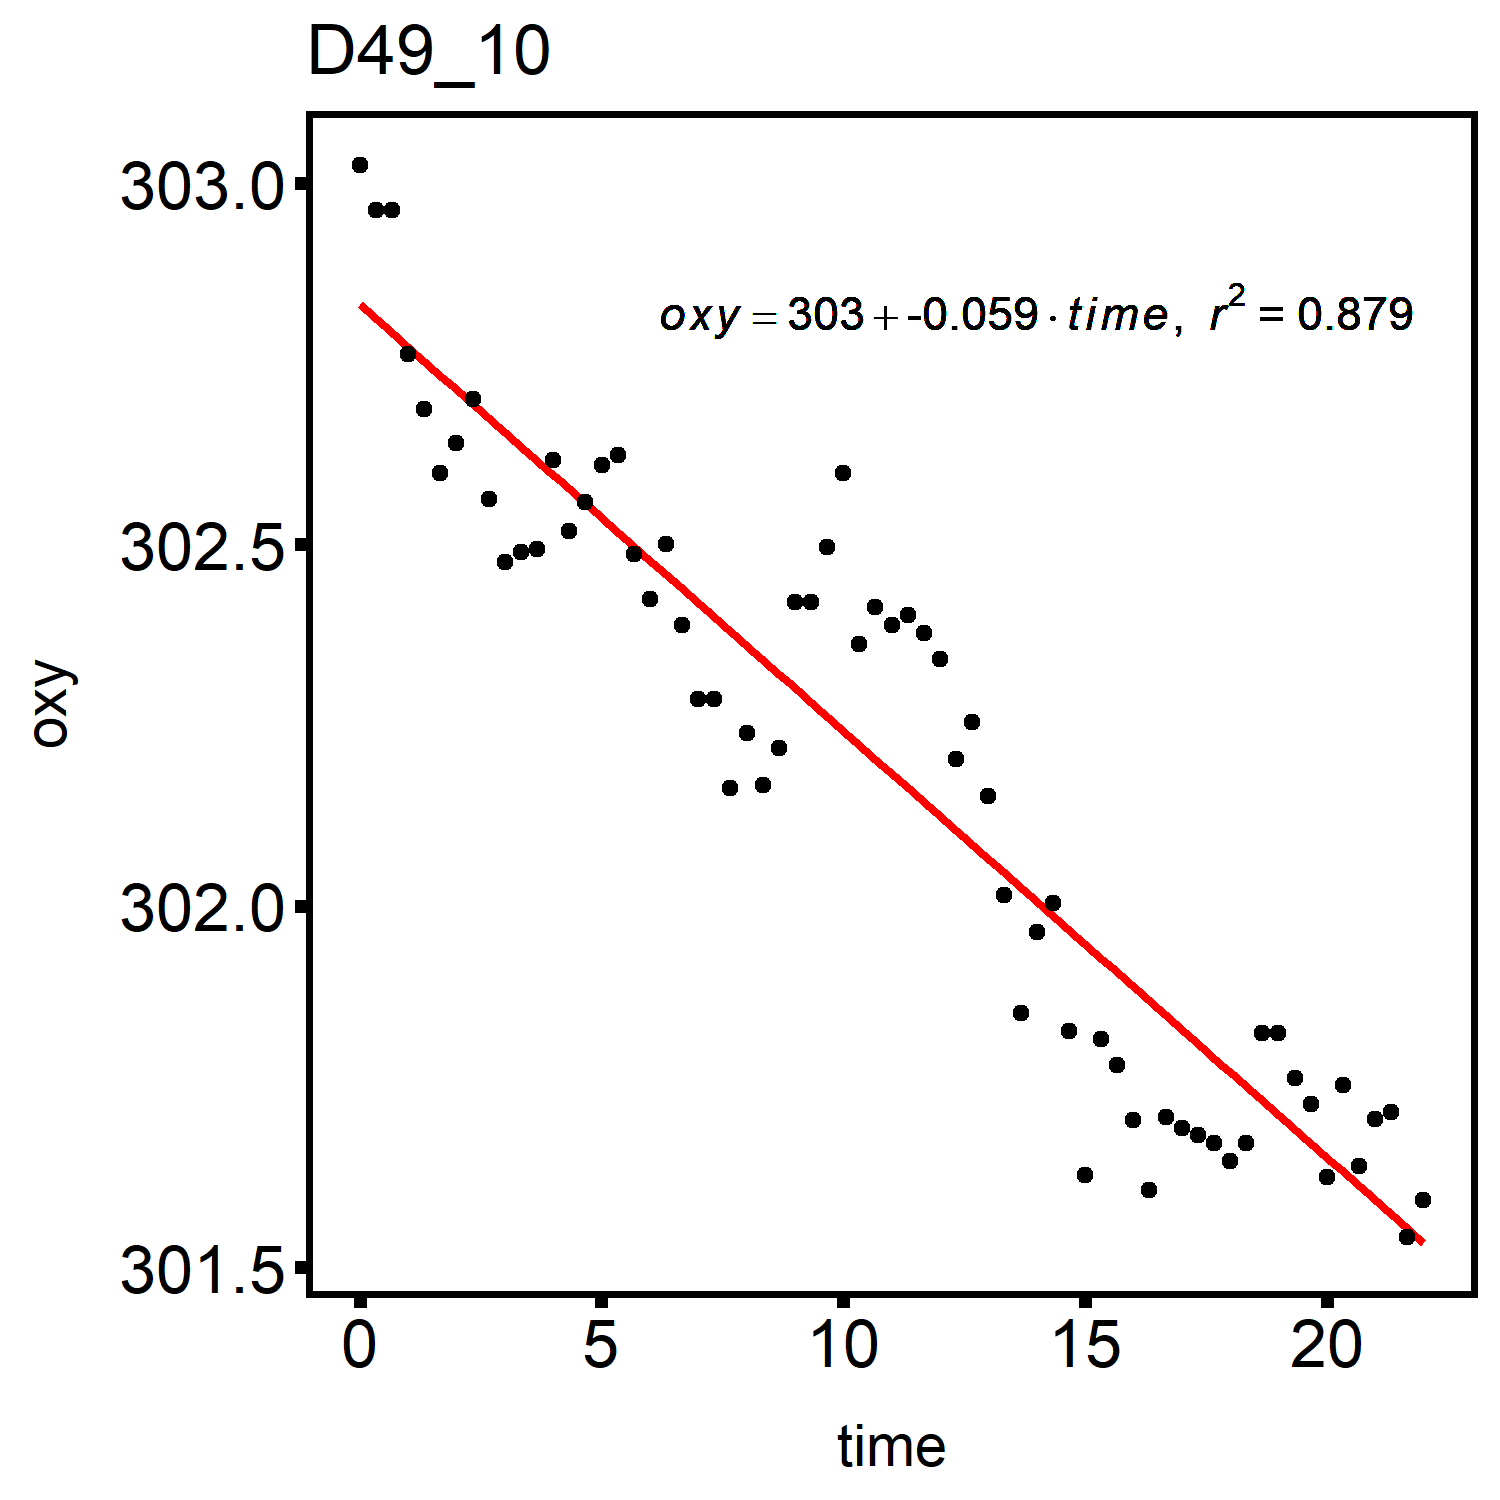 D49_10
303.0
oxy = 303 + -0.059 · time, r² = 0.879
302.5
oxy
302.0
301.5
0 5 10 15 20
time